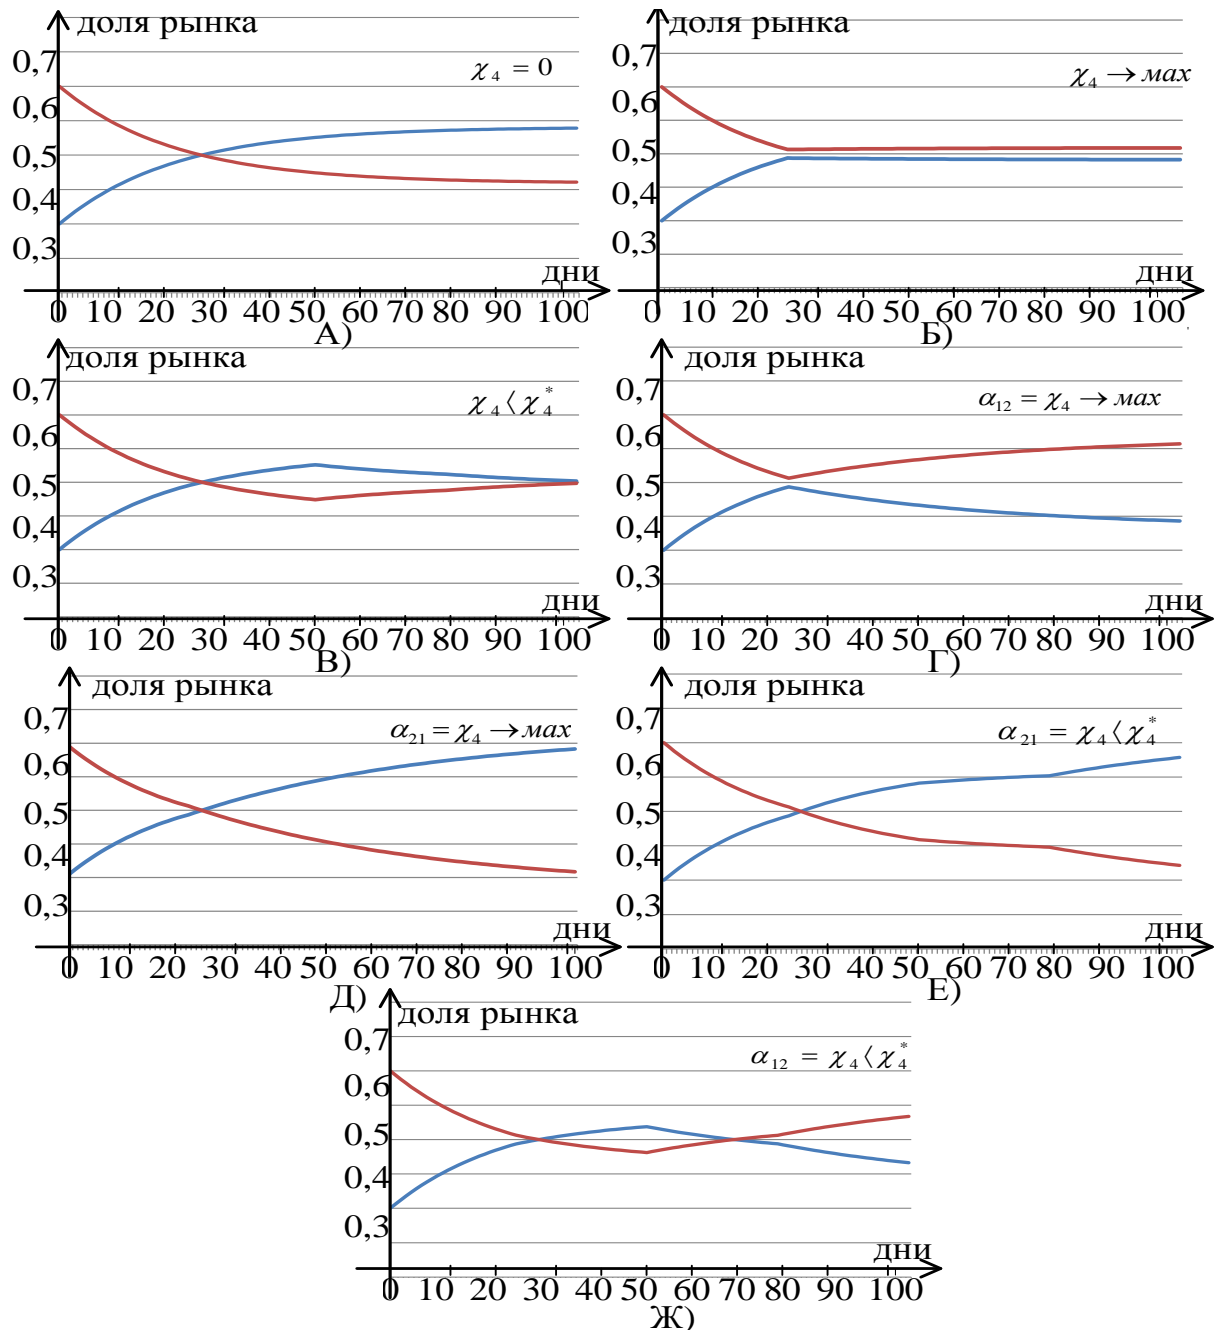 доля рынка
0,7
χ₄ = 0
0,6
0,5
0,4
0,3
дни
0 10 20 30 40 50 60 70 80 90 100
А)
доля рынка
0,7
χ₄ → max
0,6
0,5
0,4
0,3
дни
0 10 20 30 40 50 60 70 80 90 100
Б)
доля рынка
0,7
χ₄ ⟨ χ₄*
0,6
0,5
0,4
0,3
дни
0 10 20 30 40 50 60 70 80 90 100
В)
доля рынка
0,7
α₁₂ = χ₄ → max
0,6
0,5
0,4
0,3
дни
0 10 20 30 40 50 60 70 80 90 100
Г)
доля рынка
0,7
α₂₁ = χ₄ → max
0,6
0,5
0,4
0,3
дни
0 10 20 30 40 50 60 70 80 90 100
Д)
доля рынка
0,7
α₂₁ = χ₄ ⟨ χ₄*
0,6
0,5
0,4
0,3
дни
0 10 20 30 40 50 60 70 80 90 100
Е)
доля рынка
0,7
α₁₂ = χ₄ ⟨ χ₄*
0,6
0,5
0,4
0,3
дни
0 10 20 30 40 50 60 70 80 90 100
Ж)